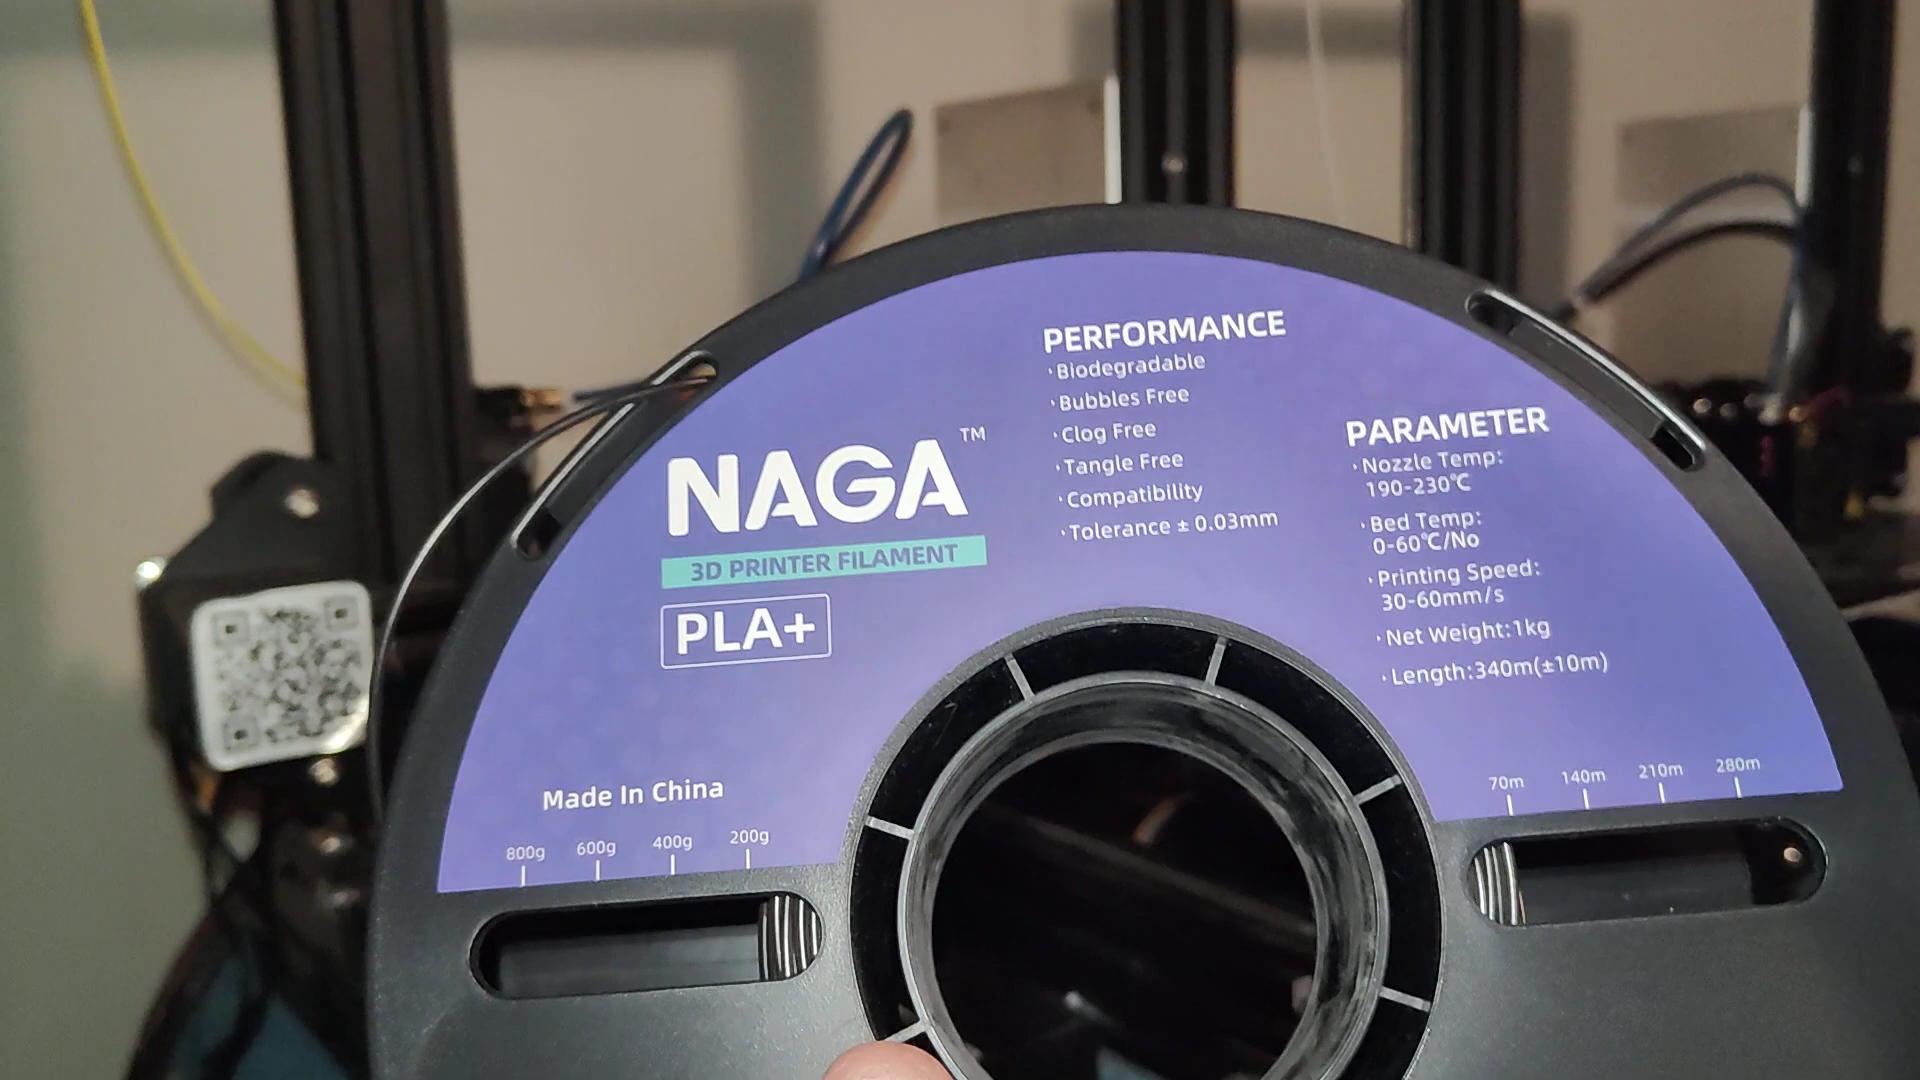 NAGA™
3D PRINTER FILAMENT
PLA+
Made In China
800g 600g 400g 200g
PERFORMANCE
·Biodegradable
·Bubbles Free
·Clog Free
·Tangle Free
·Compatibility
·Tolerance ± 0.03mm
PARAMETER
·Nozzle Temp:
190-230℃
·Bed Temp:
0-60℃/No
·Printing Speed:
30-60mm/s
·Net Weight:1kg
·Length:340m(±10m)
70m 140m 210m 280m